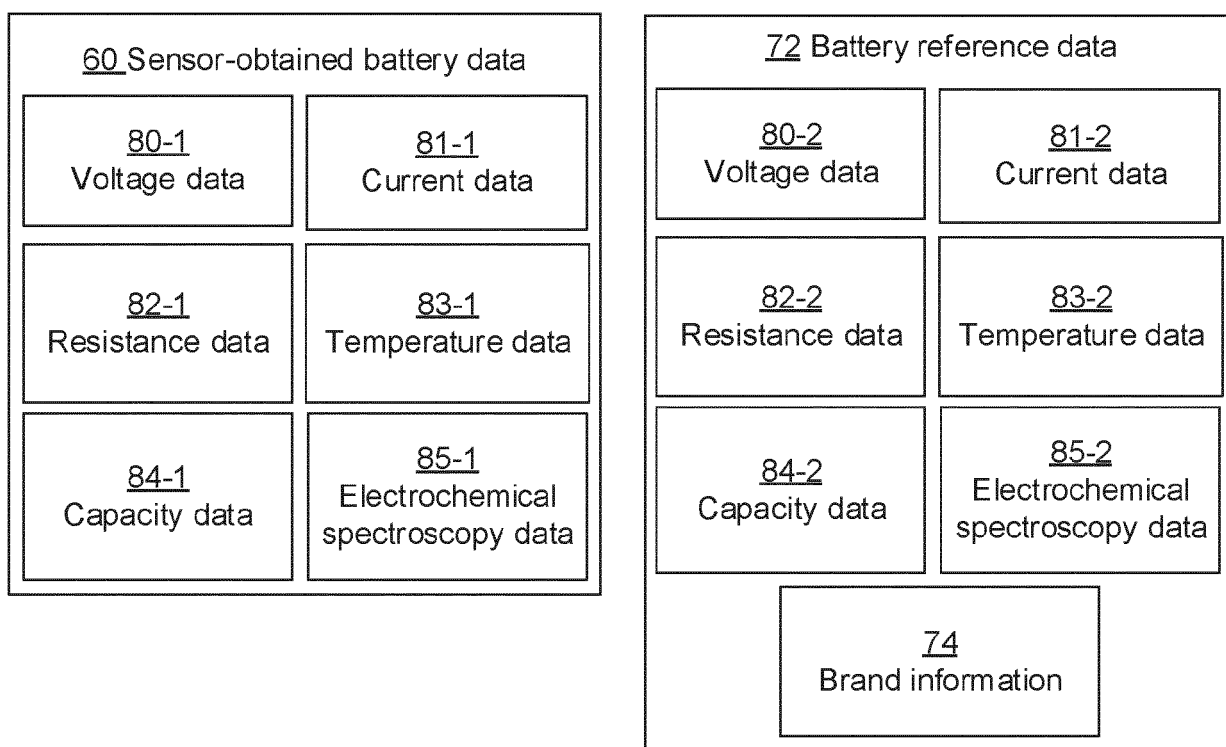 60 Sensor-obtained battery data
80-1
Voltage data
81-1
Current data
82-1
Resistance data
83-1
Temperature data
84-1
Capacity data
85-1
Electrochemical
spectroscopy data
72 Battery reference data
80-2
Voltage data
81-2
Current data
82-2
Resistance data
83-2
Temperature data
84-2
Capacity data
85-2
Electrochemical
spectroscopy data
74
Brand information